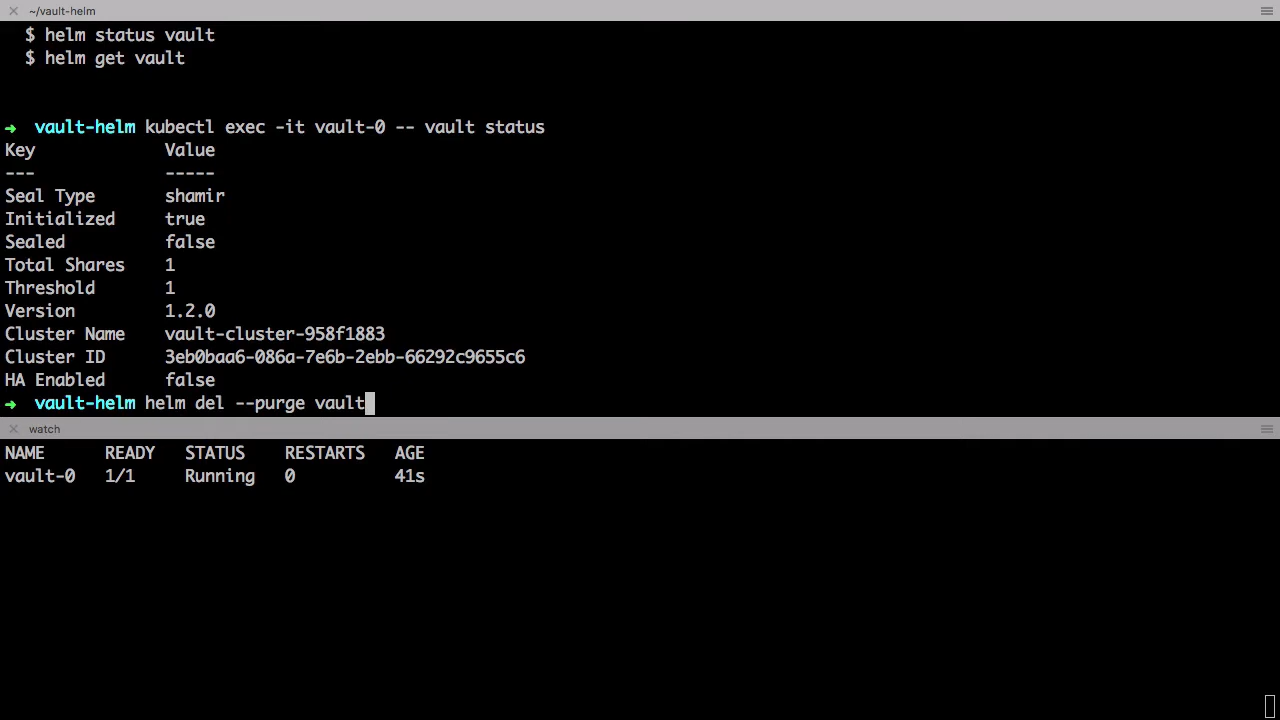 ~/vault-helm
$ helm status vault
$ helm get vault
➜ vault-helm kubectl exec -it vault-0 -- vault status
Key Value
--- -----
Seal Type shamir
Initialized true
Sealed false
Total Shares 1
Threshold 1
Version 1.2.0
Cluster Name vault-cluster-958f1883
Cluster ID 3eb0baa6-086a-7e6b-2ebb-66292c9655c6
HA Enabled false
➜ vault-helm helm del --purge vault
watch
NAME READY STATUS RESTARTS AGE
vault-0 1/1 Running 0 41s